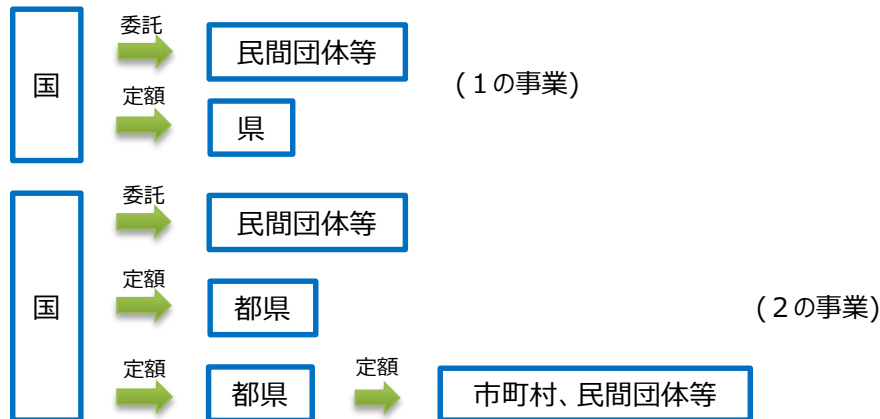 委託
民間団体等
国
(１の事業)
定額
県
委託
民間団体等
定額
国
都県
(２の事業)
定額
都県
定額
市町村、民間団体等